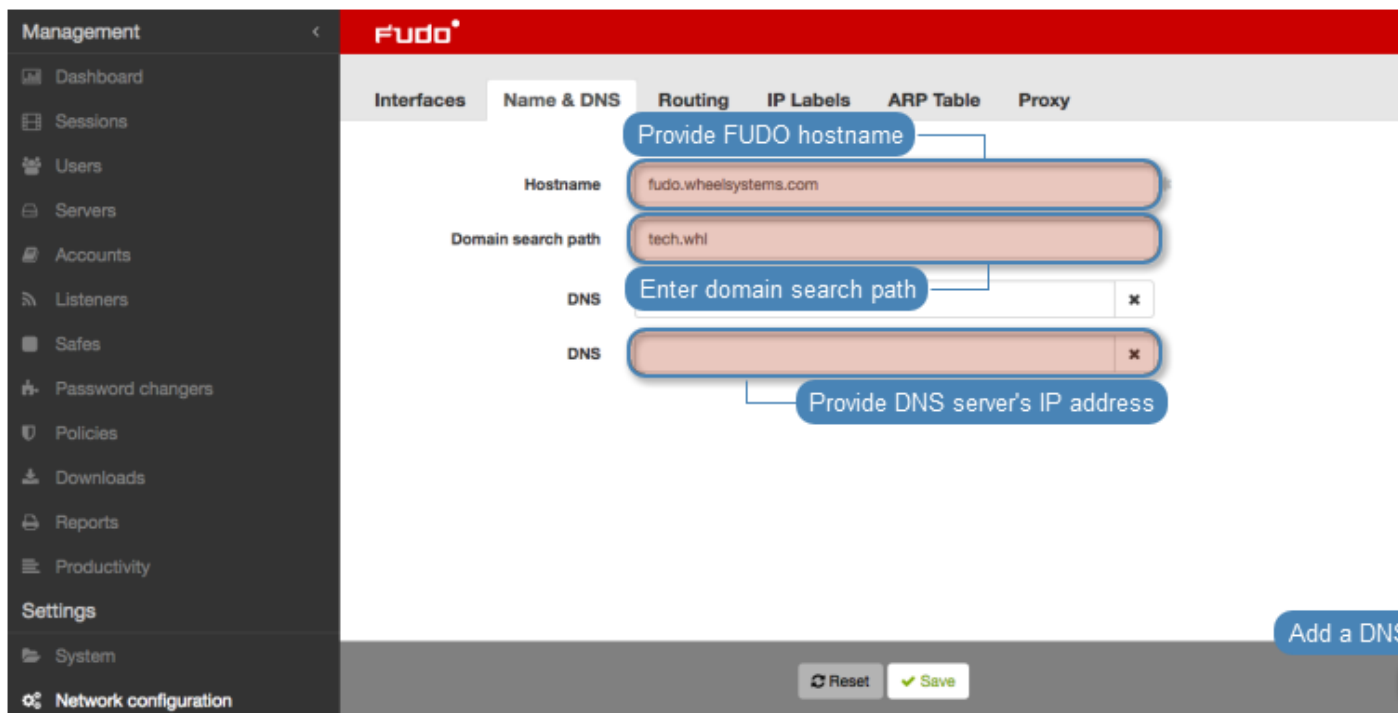 Management
Dashboard
Sessions
Users
Servers
Accounts
Listeners
Safes
Password changers
Policies
Downloads
Reports
Productivity
Settings
System
Network configuration
FUDO
Interfaces Name & DNS Routing IP Labels ARP Table Proxy
Provide FUDO hostname
Hostname fudo.wheelsystems.com
Domain search path tech.whl
Enter domain search path
DNS
DNS
Provide DNS server's IP address
Add a DNS
Reset Save